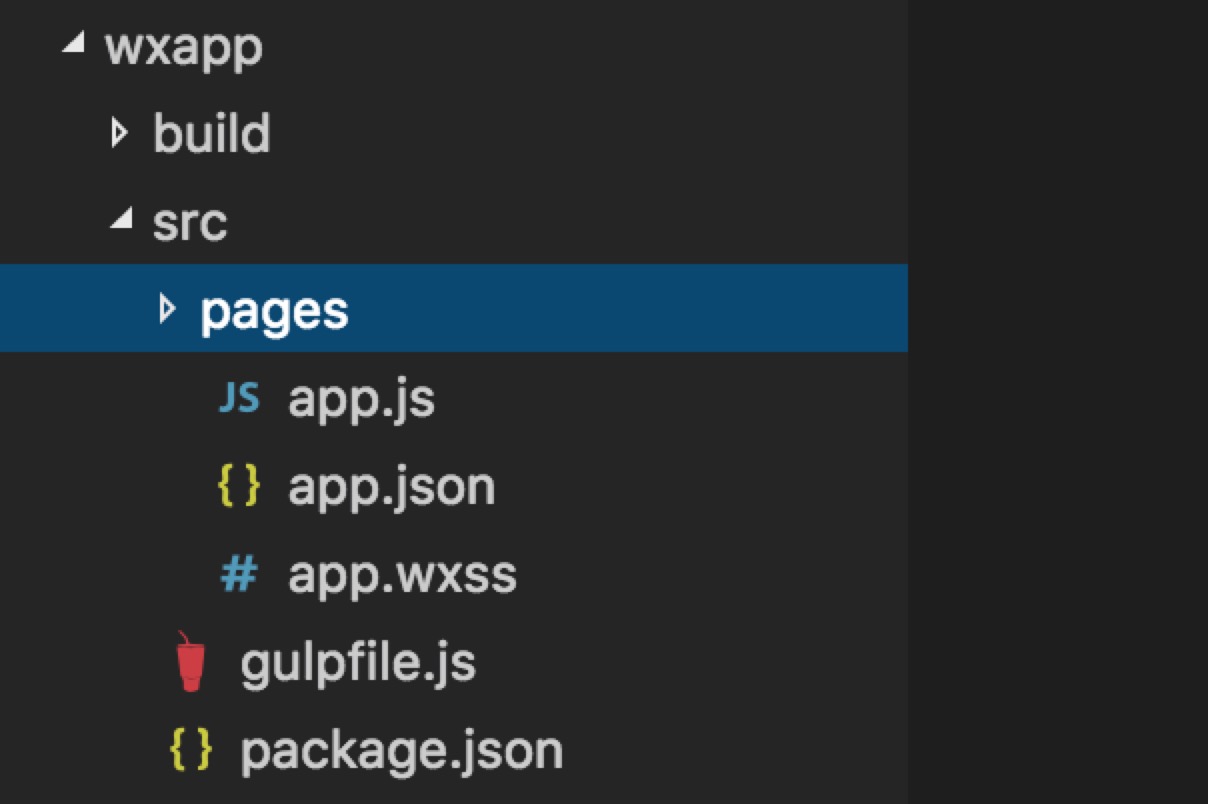 wxapp
build
src
pages
JS app.js
{} app.json
# app.wxss
gulpfile.js
{} package.json